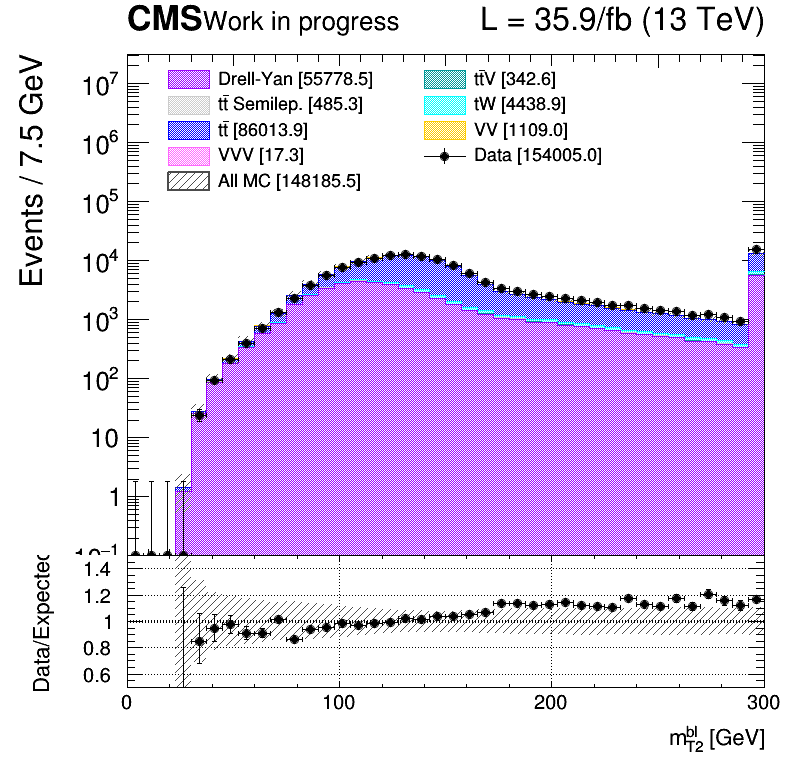 CMS Work in progress L = 35.9/fb (13 TeV)
Drell-Yan [55778.5] tt̄V [342.6]
tt̄ Semilep. [485.3] tW [4438.9]
tt̄ [86013.9] VV [1109.0]
VVV [17.3] Data [154005.0]
All MC [148185.5]
Events / 7.5 GeV
10⁷
10⁶
10⁵
10⁴
10³
10²
10
1
10⁻¹
Data/Expected
1.4
1.2
1
0.8
0.6
0 100 200 300
m_T2^bl [GeV]